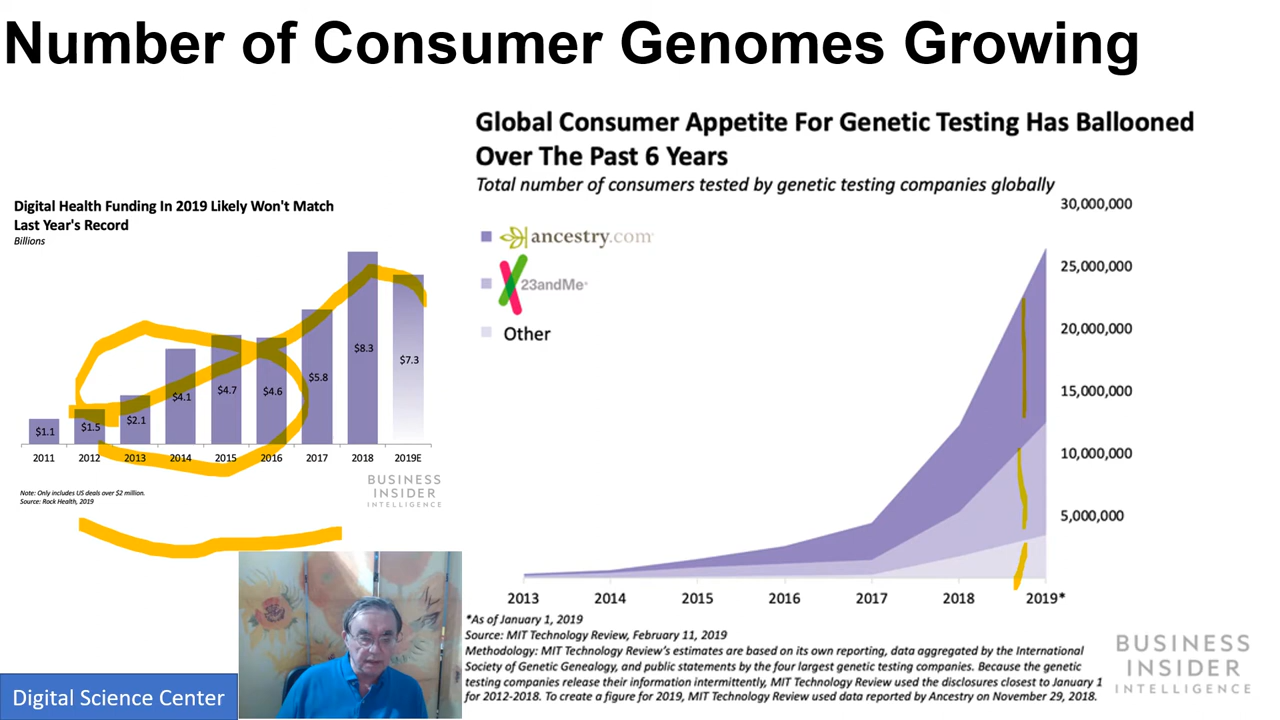 Number of Consumer Genomes Growing
Digital Health Funding In 2019 Likely Won't Match
Last Year's Record
Billions
$1.1
$1.5
$2.1
$4.1
$4.7
$4.6
$5.8
$8.3
$7.3
2011
2012
2013
2014
2015
2016
2017
2018
2019E
Note: Only includes US deals over $2 million.
Source: Rock Health, 2019
BUSINESS
INSIDER
INTELLIGENCE
Global Consumer Appetite For Genetic Testing Has Ballooned
Over The Past 6 Years
Total number of consumers tested by genetic testing companies globally
ancestry.com
23andMe
Other
30,000,000
25,000,000
20,000,000
15,000,000
10,000,000
5,000,000
2013
2014
2015
2016
2017
2018
2019*
*As of January 1, 2019
Source: MIT Technology Review, February 11, 2019
Methodology: MIT Technology Review's estimates are based on its own reporting, data aggregated by the International
Society of Genetic Genealogy, and public statements by the four largest genetic testing companies. Because the genetic
testing companies release their information intermittently, MIT Technology Review used the disclosures closest to January 1
for 2012-2018. To create a figure for 2019, MIT Technology Review used data reported by Ancestry on November 29, 2018.
BUSINESS
INSIDER
INTELLIGENCE
Digital Science Center